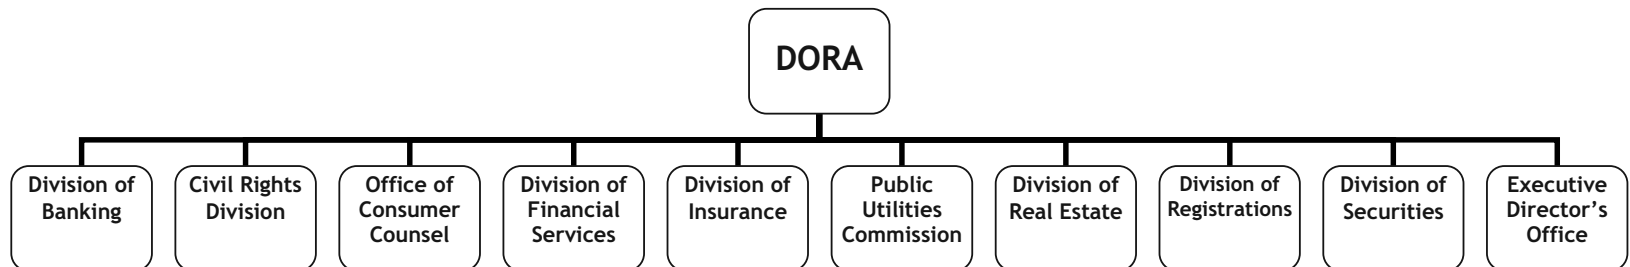 DORA
Division of
Banking
Civil Rights
Division
Office of
Consumer
Counsel
Division of
Financial
Services
Division of
Insurance
Public
Utilities
Commission
Division of
Real Estate
Division of
Registrations
Division of
Securities
Executive
Director’s
Office